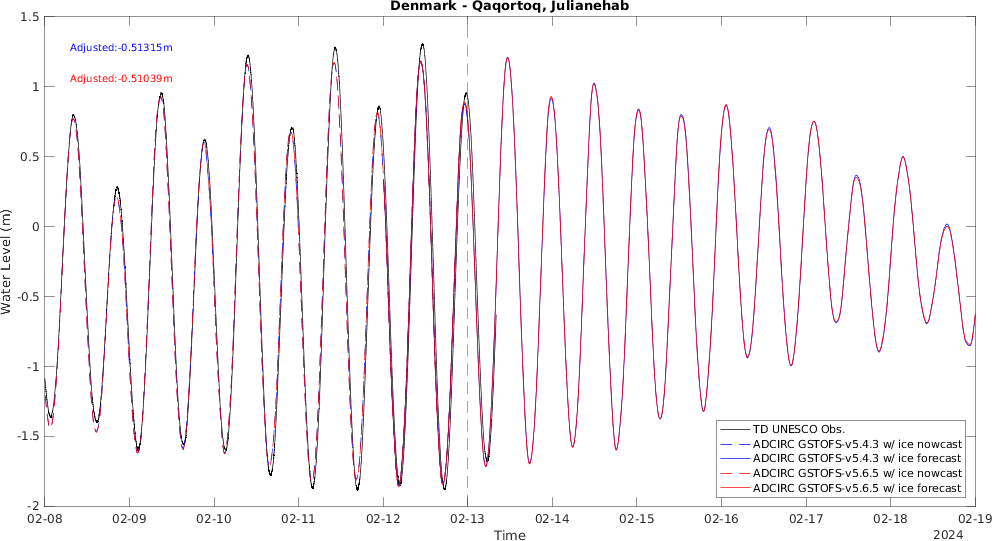 Denmark - Qaqortoq, Julianehab
1.5
1
0.5
0
-0.5
-1
-1.5
-2
Water Level (m)
Adjusted:-0.51315m
Adjusted:-0.51039m
TD UNESCO Obs.
ADCIRC GSTOFS-v5.4.3 w/ ice nowcast
ADCIRC GSTOFS-v5.4.3 w/ ice forecast
ADCIRC GSTOFS-v5.6.5 w/ ice nowcast
ADCIRC GSTOFS-v5.6.5 w/ ice forecast
02-08 02-09 02-10 02-11 02-12 02-13 02-14 02-15 02-16 02-17 02-18 02-19
Time
2024